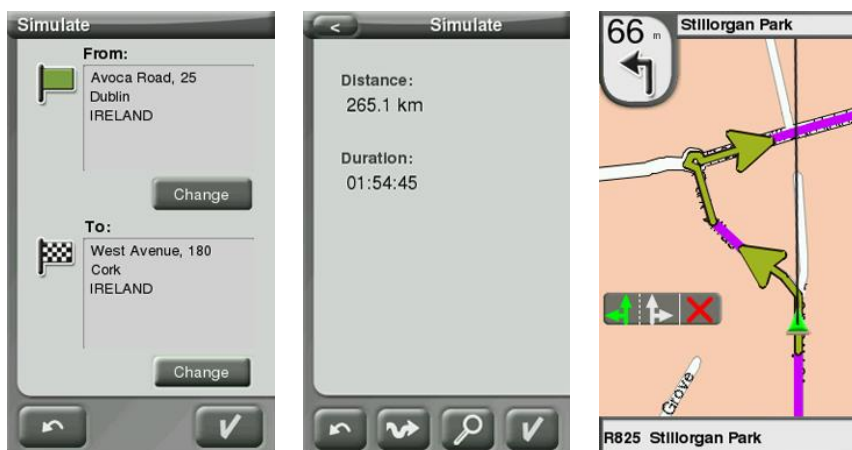 Simulate
From:
Avoca Road, 25
Dublin
IRELAND
Change
To:
West Avenue, 180
Cork
IRELAND
Change
<
Simulate
Distance:
265.1 km
Duration:
01:54:45
66 m
Stillorgan Park
Grove
R825 Stillorgan Park